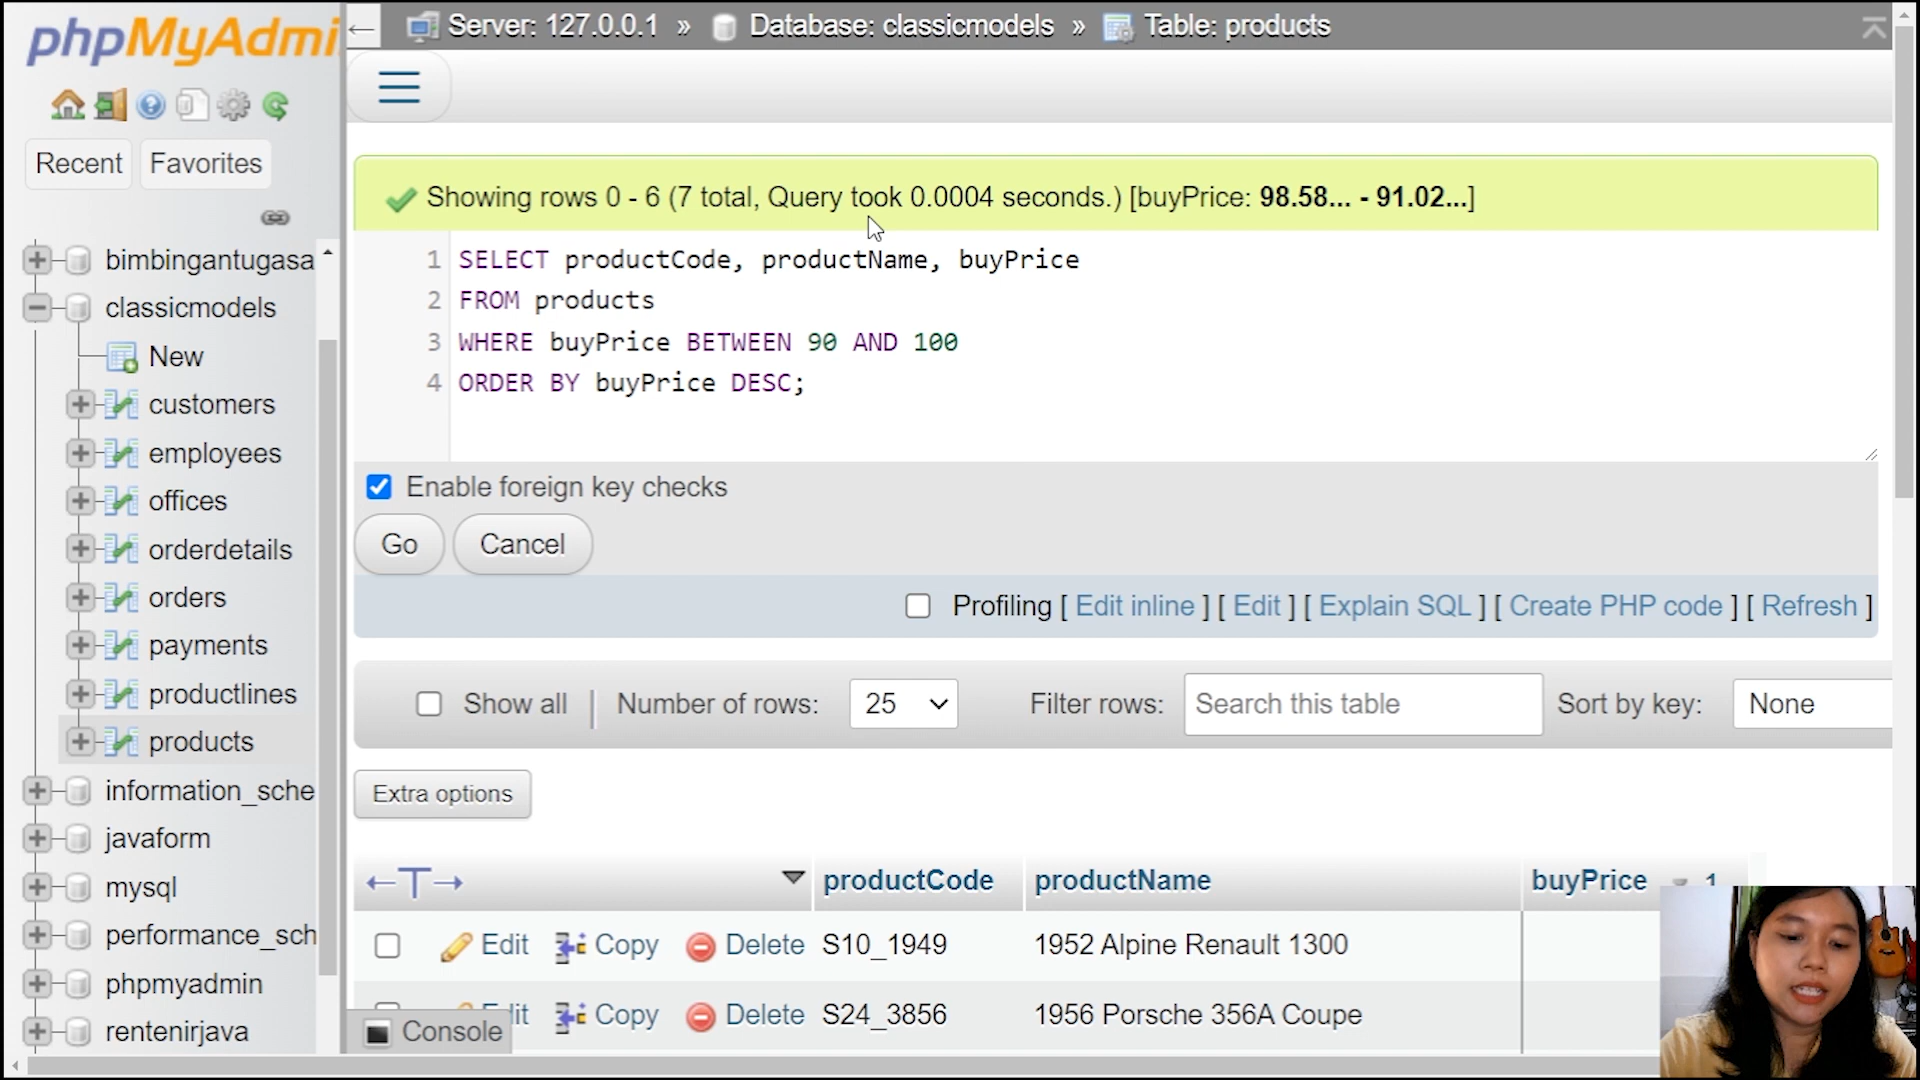 phpMyAdmi
Server: 127.0.0.1 » Database: classicmodels » Table: products
Recent
Favorites
bimbingantugasa
classicmodels
New
customers
employees
offices
orderdetails
orders
payments
productlines
products
information_sche
javaform
mysql
performance_sch
phpmyadmin
rentenirjava
Showing rows 0 - 6 (7 total, Query took 0.0004 seconds.) [buyPrice: 98.58... - 91.02...]
1 SELECT productCode, productName, buyPrice
2 FROM products
3 WHERE buyPrice BETWEEN 90 AND 100
4 ORDER BY buyPrice DESC;
Enable foreign key checks
Go
Cancel
Profiling [ Edit inline ] [ Edit ] [ Explain SQL ] [ Create PHP code ] [ Refresh ]
Show all | Number of rows: 25 Filter rows: Search this table Sort by key: None
Extra options
←T→ productCode productName buyPrice 1
Edit Copy Delete S10_1949 1952 Alpine Renault 1300
Edit Copy Delete S24_3856 1956 Porsche 356A Coupe
Console